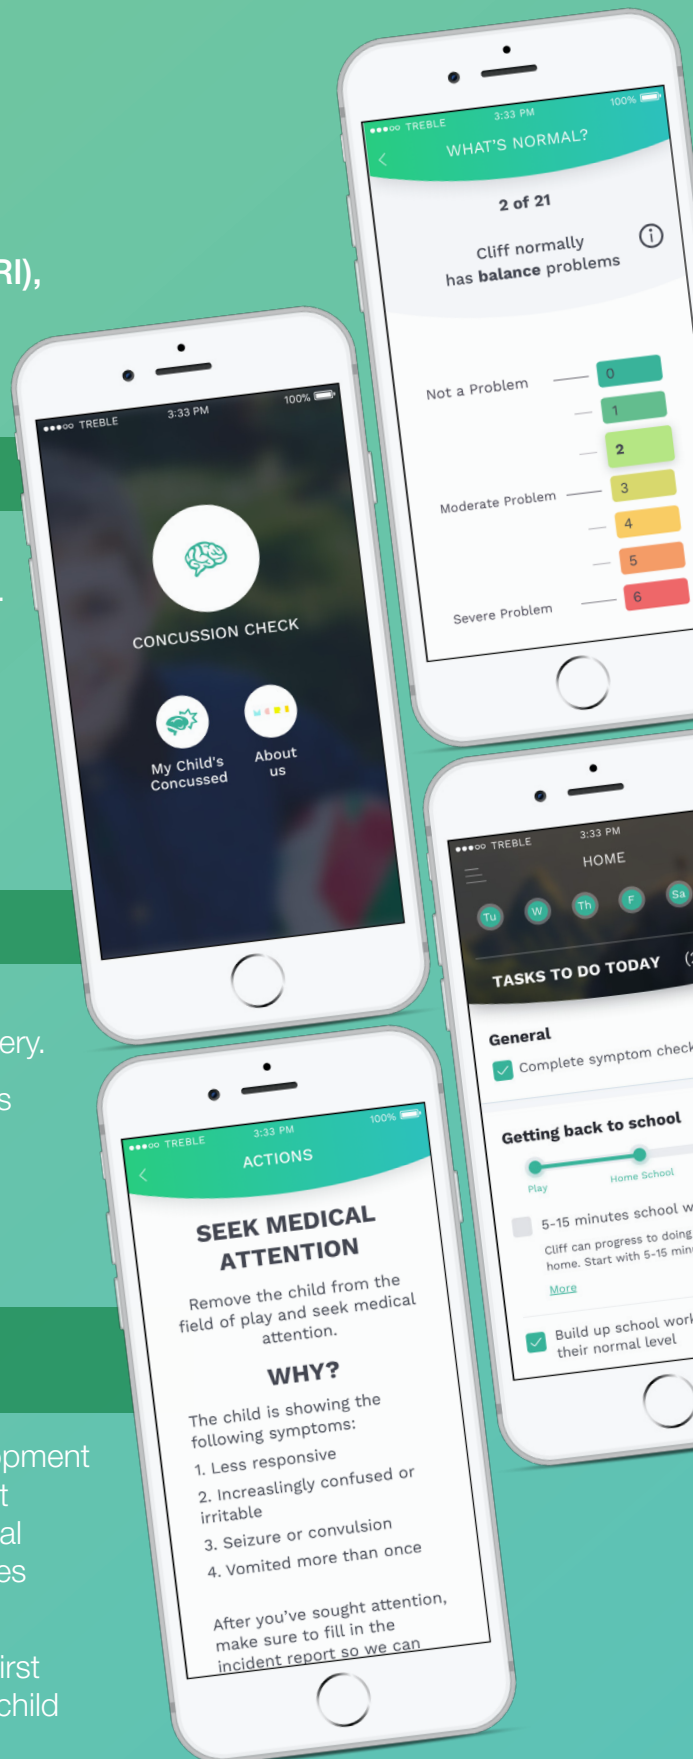 RI),
.
ery.
s
opment
t
al
es
irst
child
TREBLE 3:33 PM 100%
WHAT'S NORMAL?
2 of 21
Cliff normally
has balance problems
i
Not a Problem 0
1
2
Moderate Problem 3
4
5
Severe Problem 6
TREBLE 3:33 PM 100%
CONCUSSION CHECK
My Child's
Concussed
About
us
TREBLE 3:33 PM
HOME
Tu W Th F Sa
TASKS TO DO TODAY
General
Complete symptom check
Getting back to school
Play Home School
5-15 minutes school w
Cliff can progress to doing
home. Start with 5-15 min
More
Build up school work
their normal level
TREBLE 3:33 PM 100%
ACTIONS
SEEK MEDICAL
ATTENTION
Remove the child from the
field of play and seek medical
attention.
WHY?
The child is showing the
following symptoms:
1. Less responsive
2. Increaslingly confused or
irritable
3. Seizure or convulsion
4. Vomited more than once
After you've sought attention,
make sure to fill in the
incident report so we can